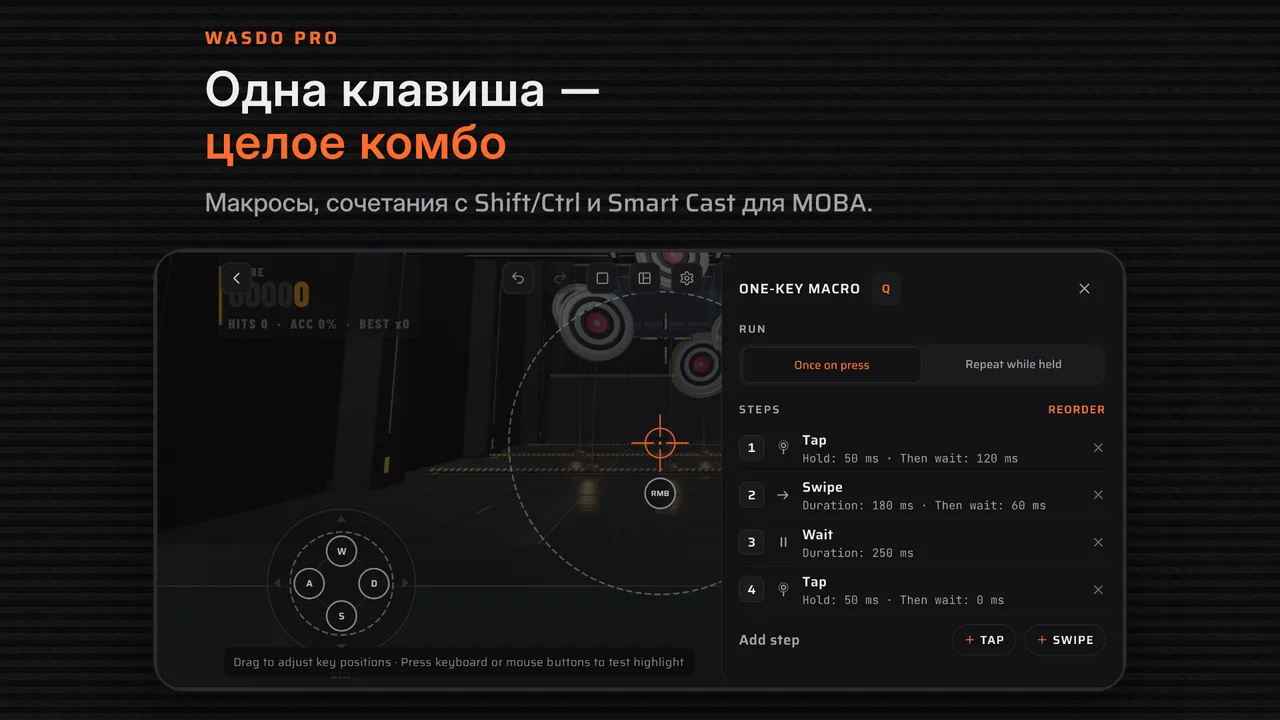 WASDO PRO
Одна клавиша —
целое комбо
Макросы, сочетания с Shift/Ctrl и Smart Cast для MOBA.
00000
HITS 0 · ACC 0% · BEST x0
RMB
W
A
D
S
Drag to adjust key positions · Press keyboard or mouse buttons to test highlight
ONE-KEY MACRO Q
RUN
Once on press
Repeat while held
STEPS
REORDER
1
Tap
Hold: 50 ms · Then wait: 120 ms
2
Swipe
Duration: 180 ms · Then wait: 60 ms
3
Wait
Duration: 250 ms
4
Tap
Hold: 50 ms · Then wait: 0 ms
Add step
+ TAP
+ SWIPE